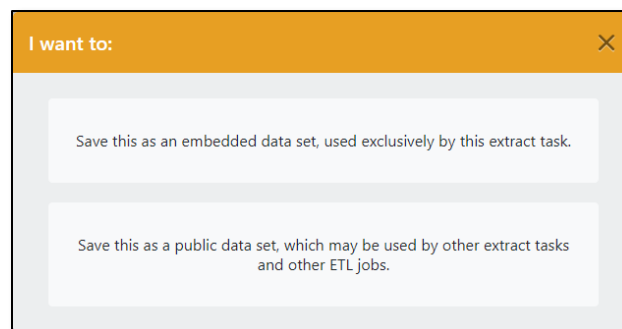 I want to:
Save this as an embedded data set, used exclusively by this extract task.
Save this as a public data set, which may be used by other extract tasks
and other ETL jobs.